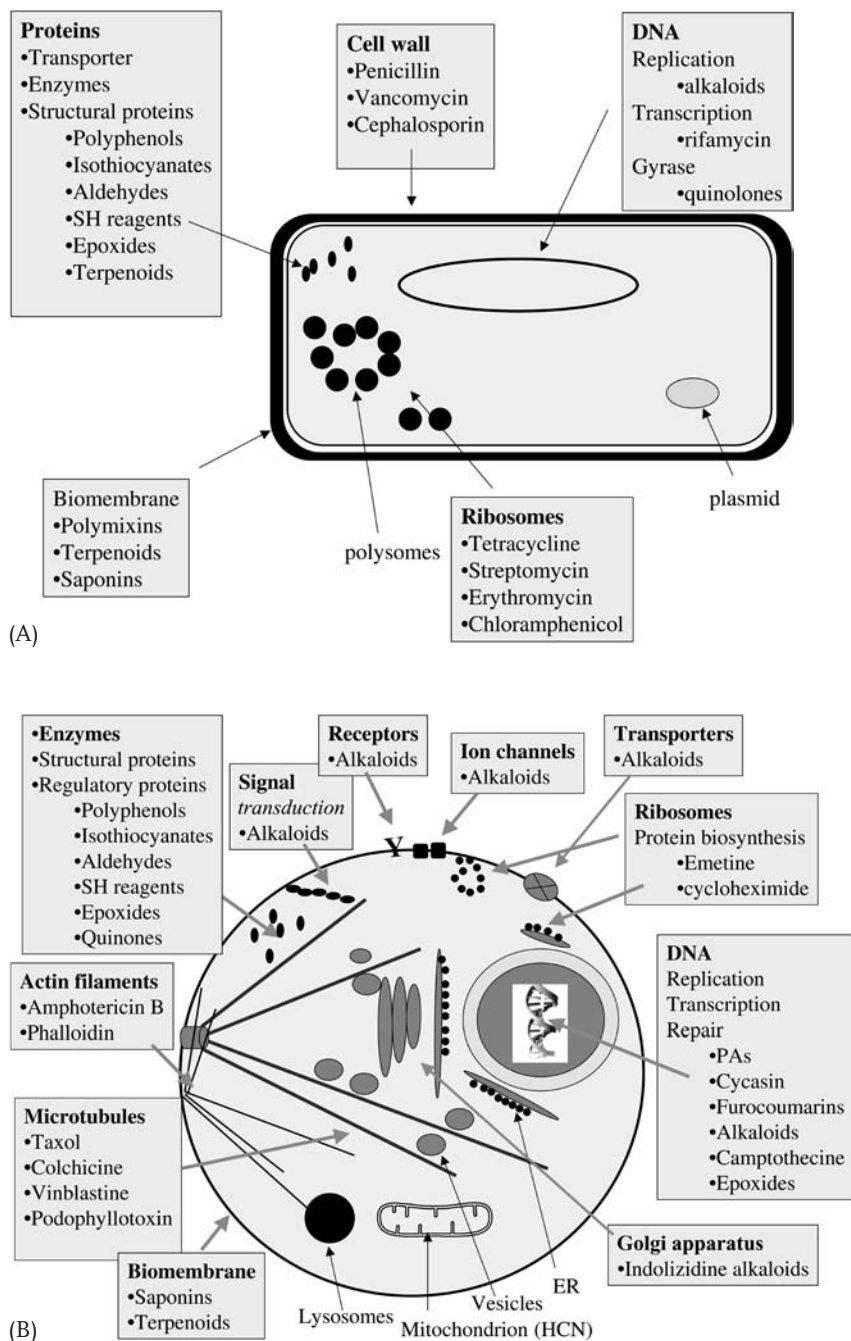 Proteins
•Transporter
•Enzymes
•Structural proteins
•Polyphenols
•Isothiocyanates
•Aldehydes
•SH reagents
•Epoxides
•Terpenoids
Cell wall
•Penicillin
•Vancomycin
•Cephalosporin
DNA
Replication
•alkaloids
Transcription
•rifamycin
Gyrase
•quinolones
Biomembrane
•Polymixins
•Terpenoids
•Saponins
polysomes
Ribosomes
•Tetracycline
•Streptomycin
•Erythromycin
•Chloramphenicol
plasmid
(A)
•Enzymes
•Structural proteins
•Regulatory proteins
•Polyphenols
•Isothiocyanates
•Aldehydes
•SH reagents
•Epoxides
•Quinones
Signal
transduction
•Alkaloids
Receptors
•Alkaloids
Ion channels
•Alkaloids
Transporters
•Alkaloids
Ribosomes
Protein biosynthesis
•Emetine
•cycloheximide
Y
Actin filaments
•Amphotericin B
•Phalloidin
DNA
Replication
Transcription
Repair
•PAs
•Cycasin
•Furocoumarins
•Alkaloids
•Camptothecine
•Epoxides
Microtubules
•Taxol
•Colchicine
•Vinblastine
•Podophyllotoxin
Biomembrane
•Saponins
•Terpenoids
Lysosomes
Mitochondrion (HCN)
Vesicles
ER
Golgi apparatus
•Indolizidine alkaloids
(B)